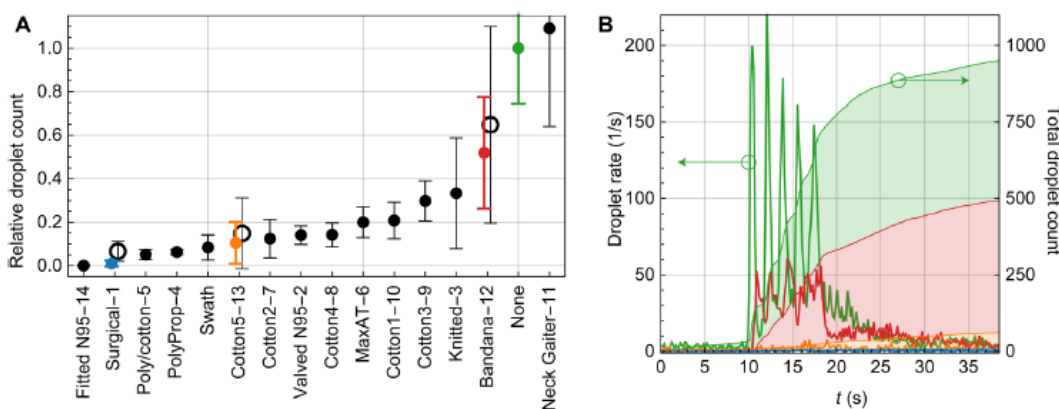 A
Relative droplet count
1.0
0.8
0.6
0.4
0.2
0.0
Fitted N95-14
Surgical-1
Poly/cotton-5
PolyProp-4
Swath
Cotton5-13
Cotton2-7
Valved N95-2
Cotton4-8
MaxAT-6
Cotton1-10
Cotton3-9
Knitted-3
Bandana-12
None
Neck Gaiter-11
B
Droplet rate (1/s)
200
150
100
50
0
0
5
10
15
20
25
30
35
t (s)
1000
750
500
250
0
Total droplet count